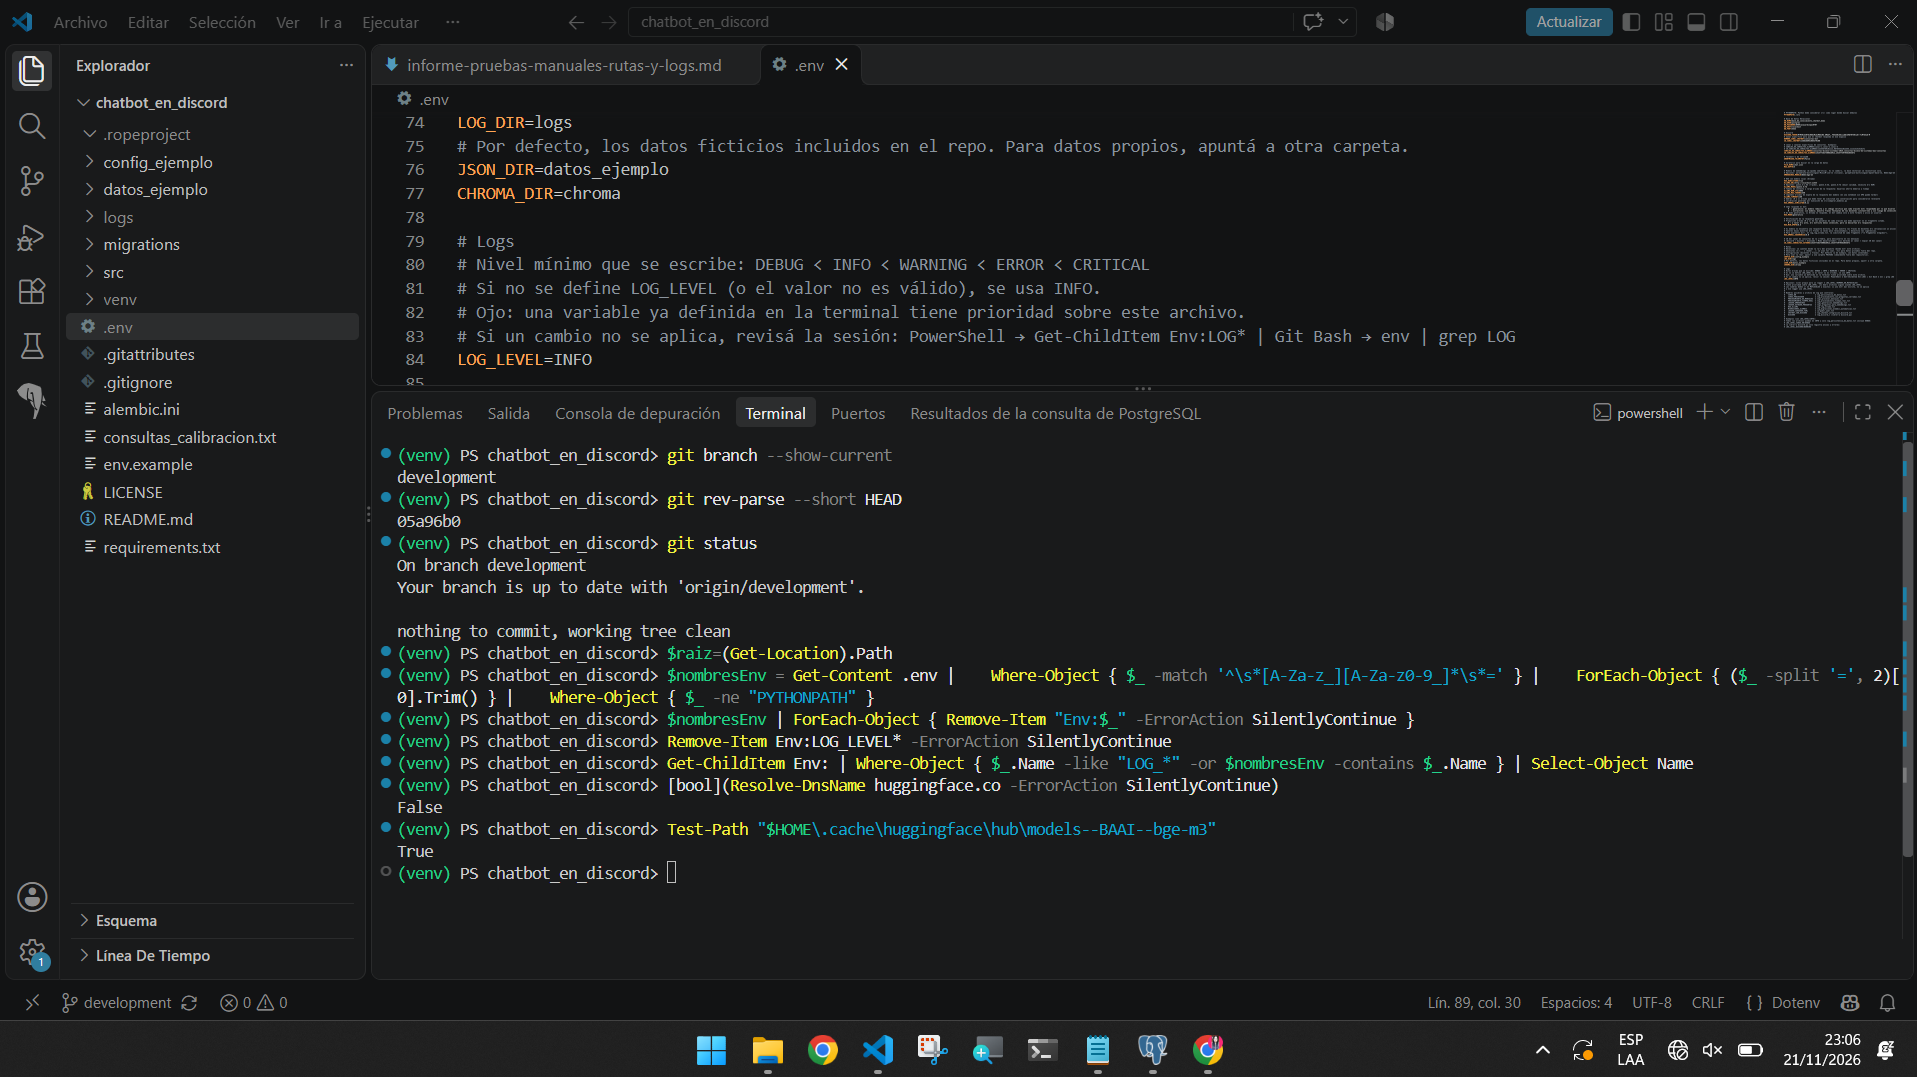 Archivo Editar Selección Ver Ir a Ejecutar ···
chatbot_en_discord
Actualizar
Explorador
chatbot_en_discord
.ropeproject
config_ejemplo
datos_ejemplo
logs
migrations
src
venv
.env
.gitattributes
.gitignore
alembic.ini
consultas_calibracion.txt
env.example
LICENSE
README.md
requirements.txt
Esquema
Línea De Tiempo
1
informe-pruebas-manuales-rutas-y-logs.md
.env
.env
74 LOG_DIR=logs
75 # Por defecto, los datos ficticios incluidos en el repo. Para datos propios, apuntá a otra carpeta.
76 JSON_DIR=datos_ejemplo
77 CHROMA_DIR=chroma
78
79 # Logs
80 # Nivel mínimo que se escribe: DEBUG < INFO < WARNING < ERROR < CRITICAL
81 # Si no se define LOG_LEVEL (o el valor no es válido), se usa INFO.
82 # Ojo: una variable ya definida en la terminal tiene prioridad sobre este archivo.
83 # Si un cambio no se aplica, revisá la sesión: PowerShell → Get-ChildItem Env:LOG* | Git Bash → env | grep LOG
84 LOG_LEVEL=INFO
85
Problemas Salida Consola de depuración Terminal Puertos Resultados de la consulta de PostgreSQL
powershell
(venv) PS chatbot_en_discord> git branch --show-current
development
(venv) PS chatbot_en_discord> git rev-parse --short HEAD
05a96b0
(venv) PS chatbot_en_discord> git status
On branch development
Your branch is up to date with 'origin/development'.
nothing to commit, working tree clean
(venv) PS chatbot_en_discord> $raiz=(Get-Location).Path
(venv) PS chatbot_en_discord> $nombresEnv = Get-Content .env |    Where-Object { $_ -match '^\s*[A-Za-z_][A-Za-z0-9_]*\s*=' } |    ForEach-Object { ($_ -split '=', 2)[
0].Trim() } |    Where-Object { $_ -ne "PYTHONPATH" }
(venv) PS chatbot_en_discord> $nombresEnv | ForEach-Object { Remove-Item "Env:$_" -ErrorAction SilentlyContinue }
(venv) PS chatbot_en_discord> Remove-Item Env:LOG_LEVEL* -ErrorAction SilentlyContinue
(venv) PS chatbot_en_discord> Get-ChildItem Env: | Where-Object { $_.Name -like "LOG_*" -or $nombresEnv -contains $_.Name } | Select-Object Name
(venv) PS chatbot_en_discord> [bool](Resolve-DnsName huggingface.co -ErrorAction SilentlyContinue)
False
(venv) PS chatbot_en_discord> Test-Path "$HOME\.cache\huggingface\hub\models--BAAI--bge-m3"
True
(venv) PS chatbot_en_discord>
development
0 0
Lín. 89, col. 30 Espacios: 4 UTF-8 CRLF { } Dotenv
ESP
LAA
23:06
21/11/2026